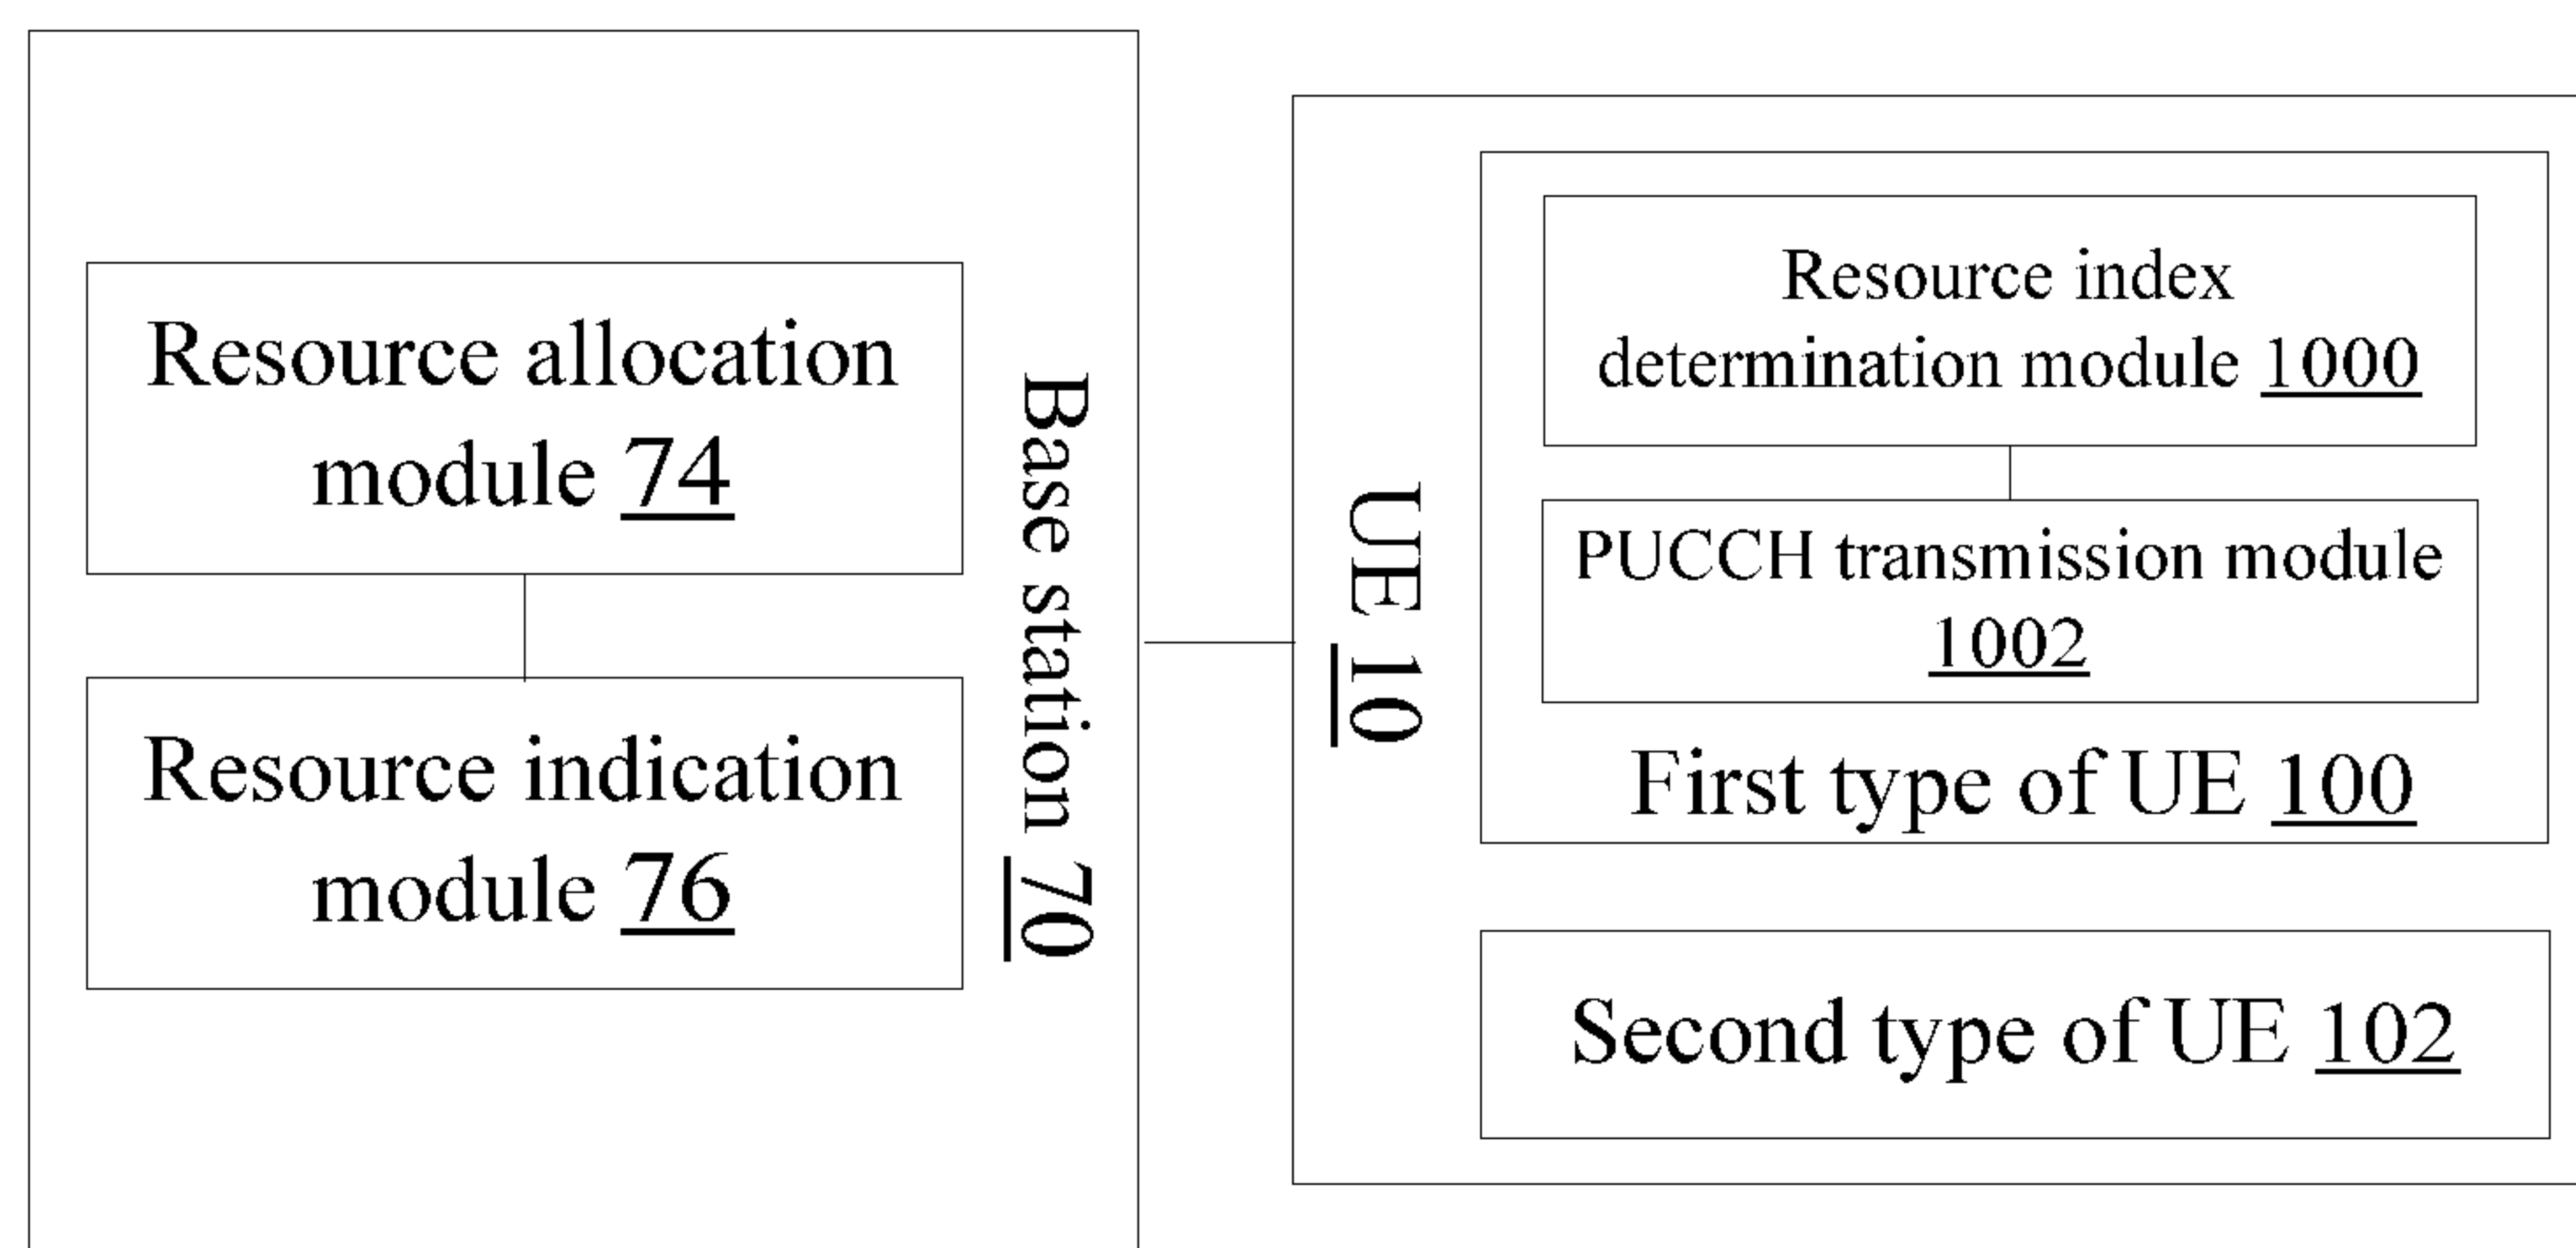 Resource allocation
module 74
Resource indication
module 76
Base station 70
UE 10
Resource index
determination module 1000
PUCCH transmission module
1002
First type of UE 100
Second type of UE 102